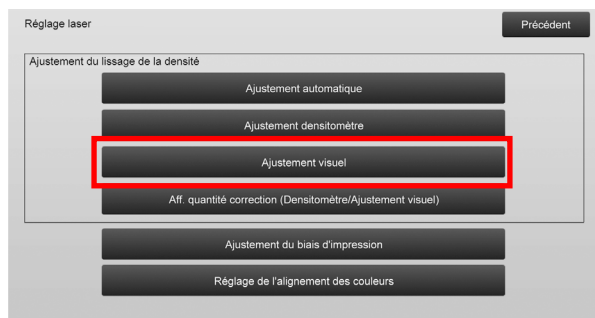 Réglage laser
Précédent
Ajustement du lissage de la densité
Ajustement automatique
Ajustement densitomètre
Ajustement visuel
Aff. quantité correction (Densitomètre/Ajustement visuel)
Ajustement du biais d'impression
Réglage de l'alignement des couleurs